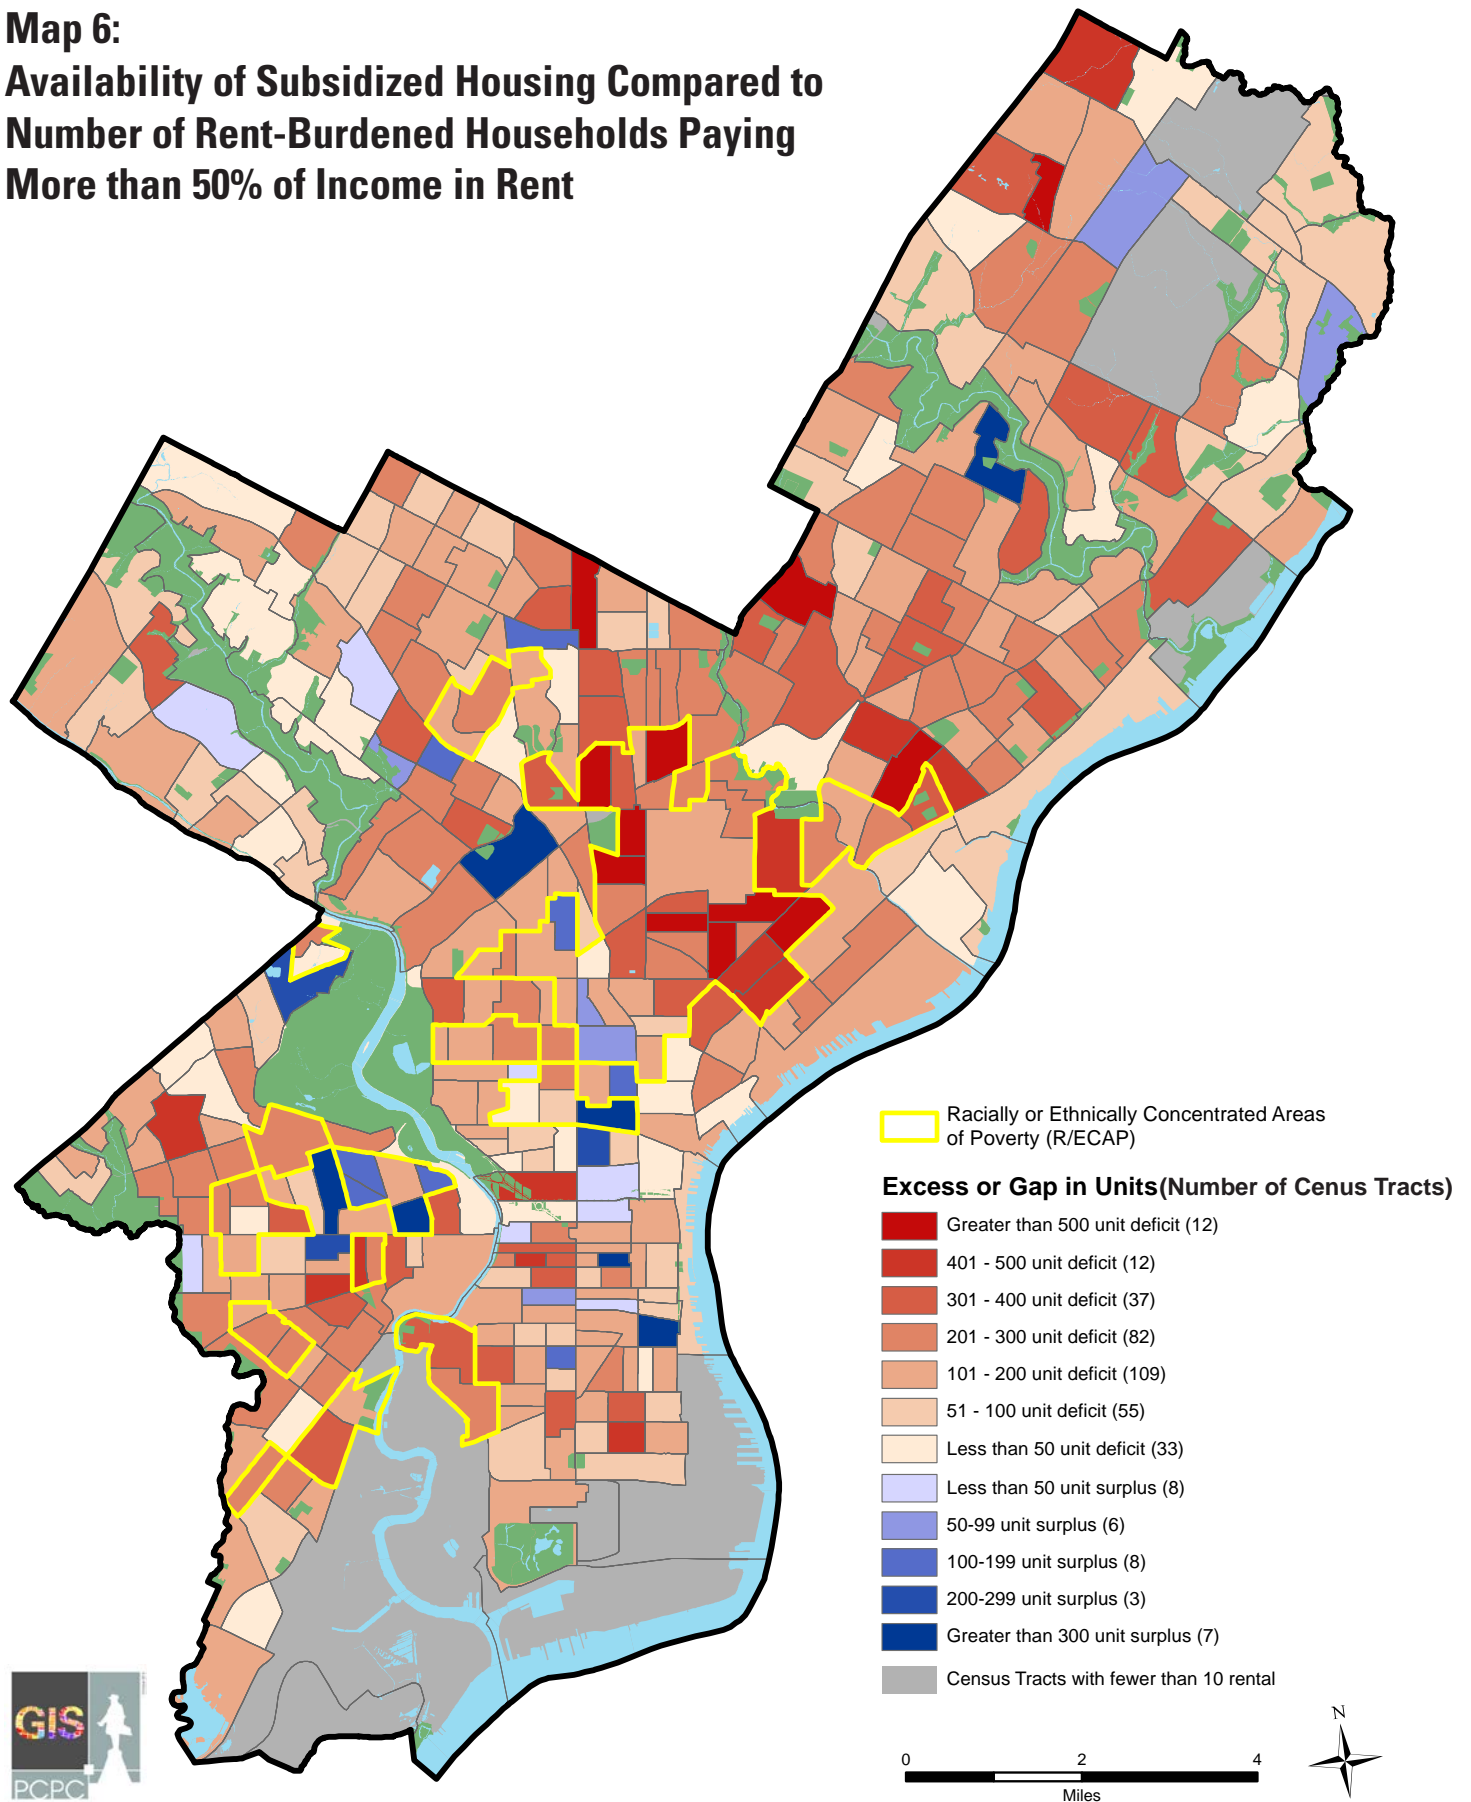 Map 6:
Availability of Subsidized Housing Compared to
Number of Rent-Burdened Households Paying
More than 50% of Income in Rent
Racially or Ethnically Concentrated Areas
of Poverty (R/ECAP)
Excess or Gap in Units(Number of Cenus Tracts)
Greater than 500 unit deficit (12)
401 - 500 unit deficit (12)
301 - 400 unit deficit (37)
201 - 300 unit deficit (82)
101 - 200 unit deficit (109)
51 - 100 unit deficit (55)
Less than 50 unit deficit (33)
Less than 50 unit surplus (8)
50-99 unit surplus (6)
100-199 unit surplus (8)
200-299 unit surplus (3)
Greater than 300 unit surplus (7)
Census Tracts with fewer than 10 rental
N
0 2 4
Miles
GIS
PCPC